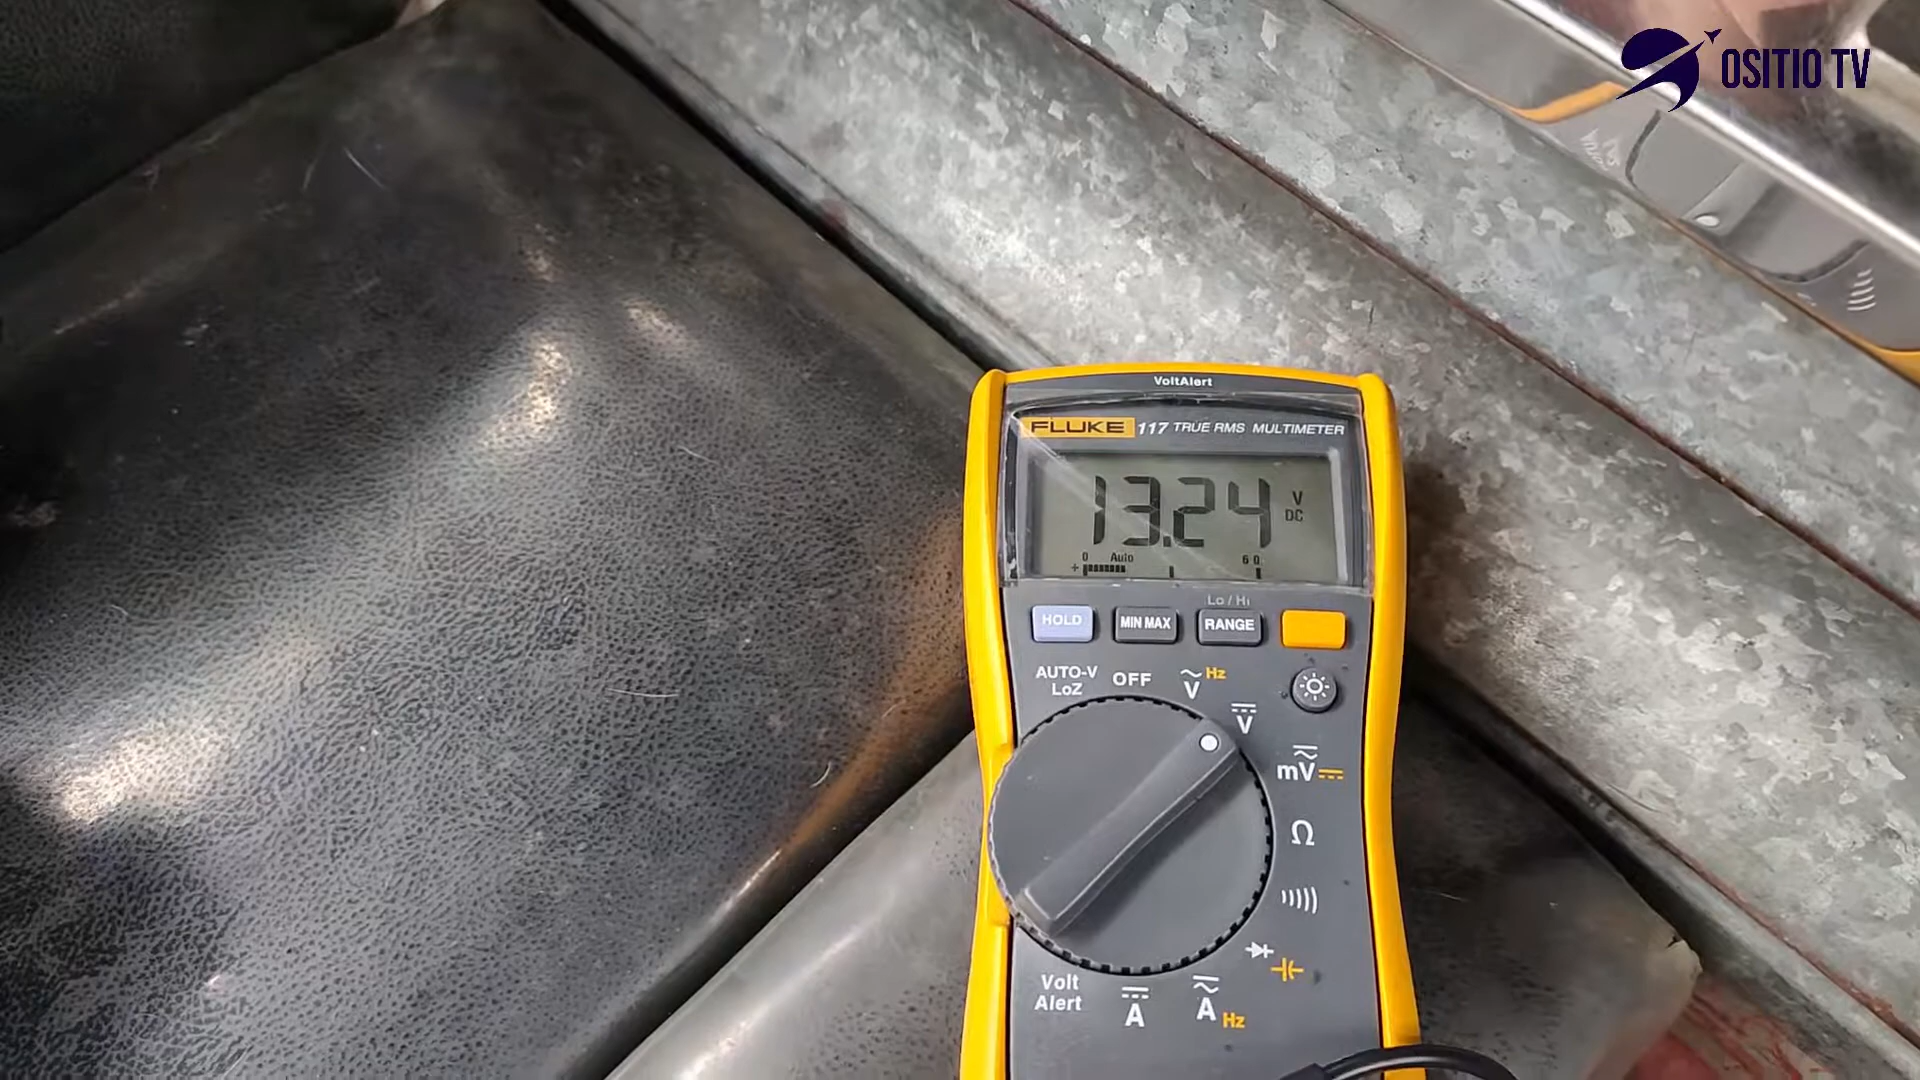 OSITIO TV
VoltAlert
FLUKE 117 TRUE RMS MULTIMETER
13.24 V DC
0 Auto 60
+
Lo / Hi
HOLD MIN MAX RANGE
AUTO-V LoZ
OFF
V Hz
V
mV
Ω
Volt Alert
A
A Hz